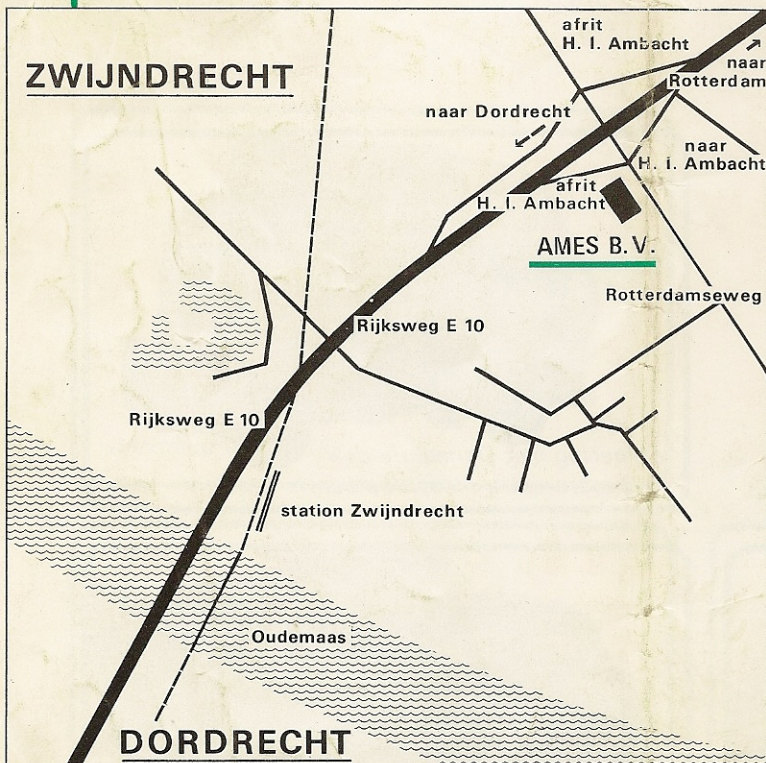 ZWIJNDRECHT
afrit
H. I. Ambacht
naar
Rotterdam
naar Dordrecht
naar
H. I. Ambacht
afrit
H. I. Ambacht
AMES B.V.
Rotterdamseweg
Rijksweg E 10
Rijksweg E 10
station Zwijndrecht
Oudemaas
DORDRECHT